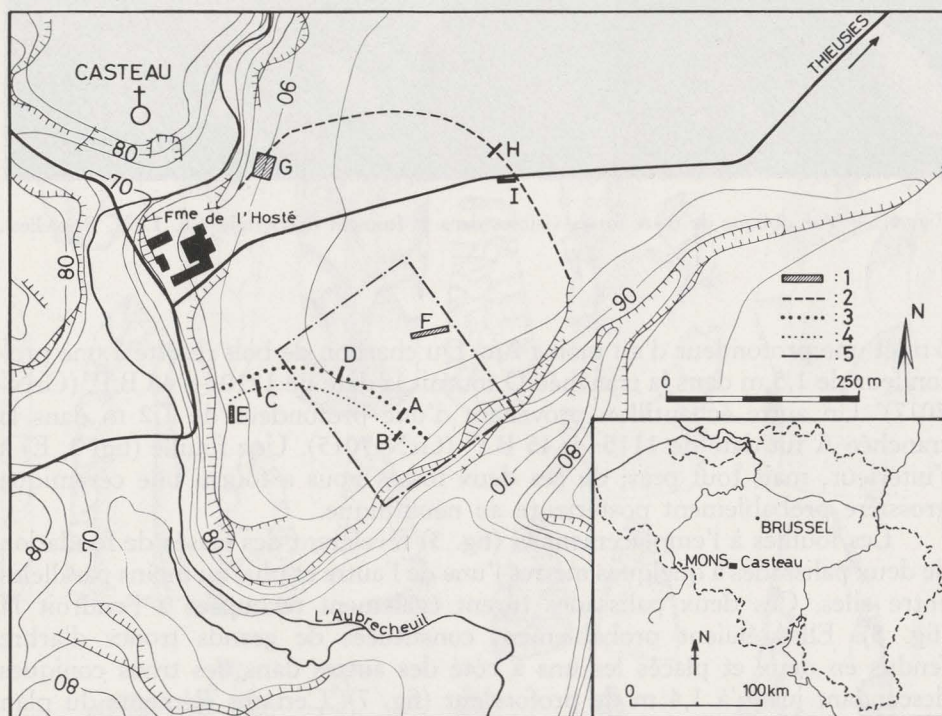 CASTEAU
THIEUSIES
90
80
70
G
H
I
Fme de l'Hosté
80
90
F
1
: 2
: 3
: 4
: 5
N
0
250 m
D
C
A
E
B
80
70
80
70
80
L'Aubrecheuil
BRUSSEL
MONS
Casteau
N
0
100km